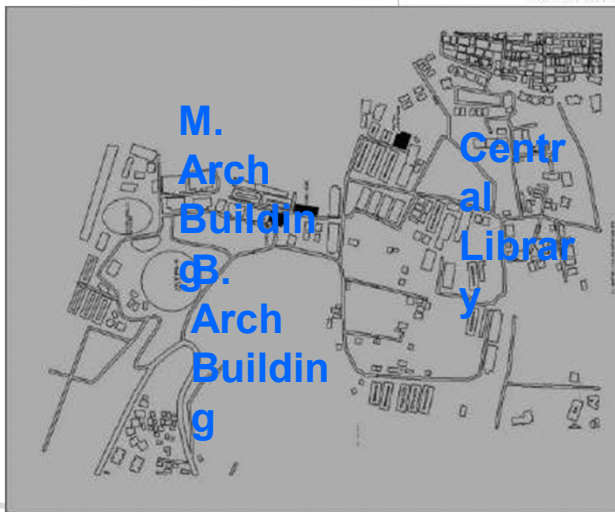 M.
Arch
Buildin
g
B.
Arch
Buildin
g
Centr
al
Librar
y